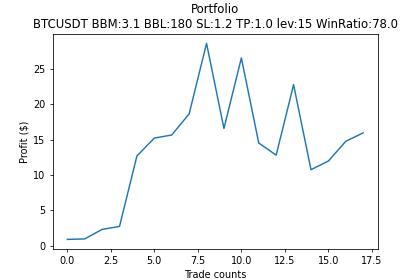 Portfolio
BTCUSDT BBM:3.1 BBL:180 SL:1.2 TP:1.0 lev:15 WinRatio:78.0
Profit ($)
25
20
15
10
5
0
0.0 2.5 5.0 7.5 10.0 12.5 15.0 17.5
Trade counts